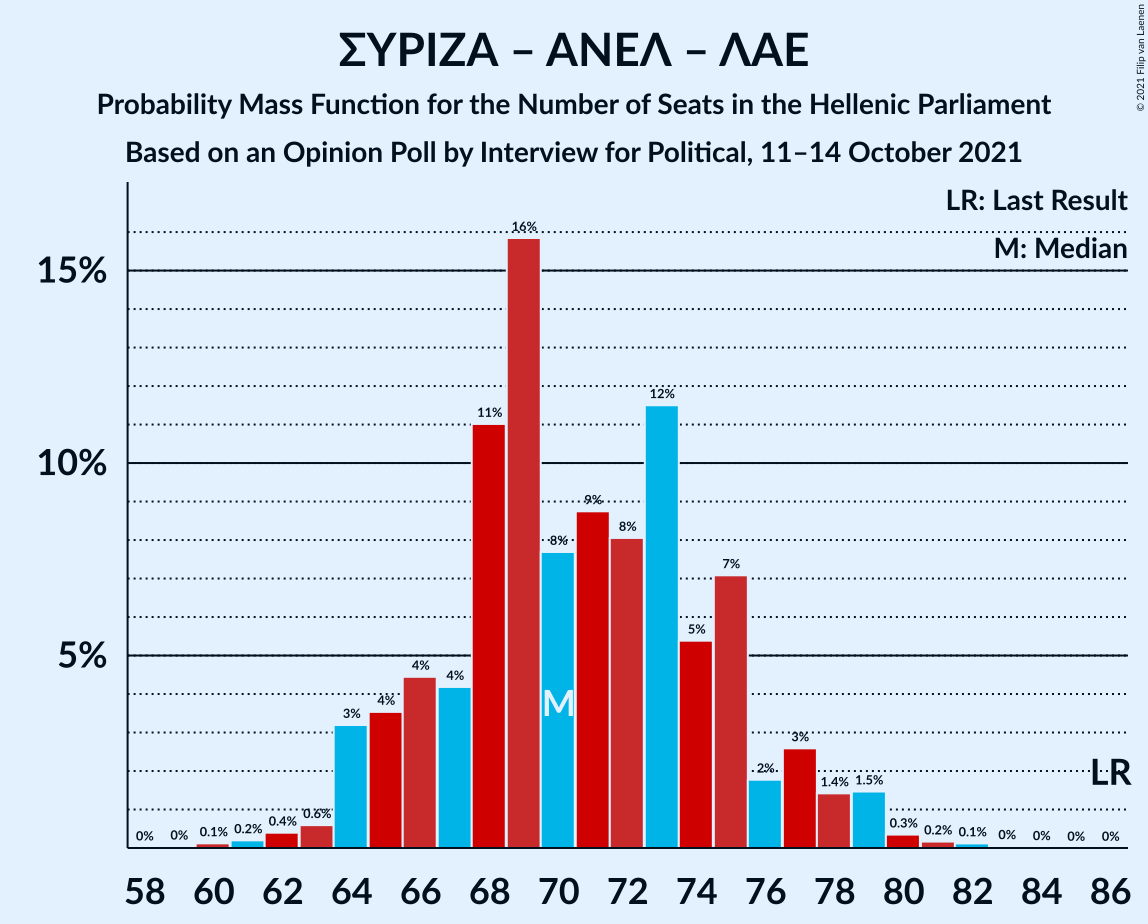 ΣΥΡΙΖΑ – ΑΝΕΛ – ΛΑΕ
Probability Mass Function for the Number of Seats in the Hellenic Parliament
Based on an Opinion Poll by Interview for Political, 11–14 October 2021
© 2021 Filip van Laenen
LR: Last Result
M: Median
15%
10%
5%
0% 0% 0.1% 0.2% 0.4% 0.6% 3% 4% 4% 4% 11% 16% 8% 9% 8% 12% 5% 7% 2% 3% 1.4% 1.5% 0.3% 0.2% 0.1% 0% 0% 0% 0%
M
LR
58 60 62 64 66 68 70 72 74 76 78 80 82 84 86